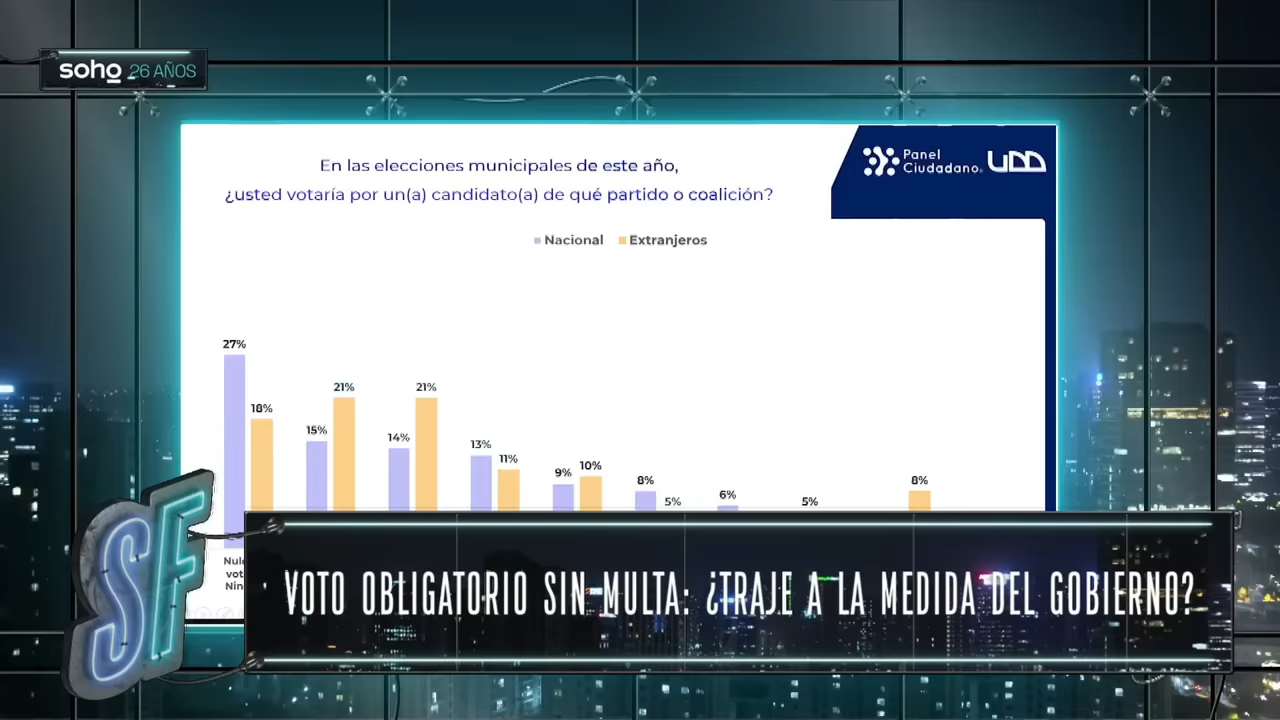 soho 26 AÑOS
En las elecciones municipales de este año,
¿usted votaría por un(a) candidato(a) de qué partido o coalición?
Panel
Ciudadano.
UDD
Nacional Extranjeros
27%
18%
15%
21%
14%
21%
13%
11%
9%
10%
8%
5%
6%
5%
8%
SF
VOTO OBLIGATORIO SIN MULTA: ¿TRAJE A LA MEDIDA DEL GOBIERNO?